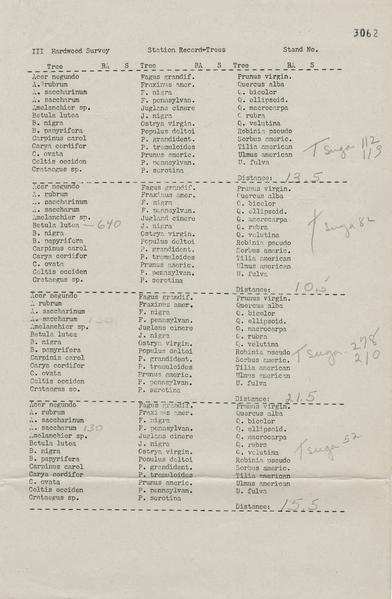 3062
III Hardwood Survey Station Record-Trees Stand No.
Tree BA S Tree BA S Tree BA S
Acer negundo Fagus grandif. Prunus virgin.
A. rubrum Fraxinus amer. Quercus alba
A. saccharinum F. nigra Q. bicolor
A. saccharum F. pennsylvan. Q. ellipsoid.
Amelanchier sp. Juglans cinere Q. macrocarpa
Betula lutea J. nigra Q. rubra
B. nigra Ostrya virgin. Q. velutina
B. papyrifera Populus deltoi Robinia pseudo
Carpinus carol P. grandident. Sorbus americ. Tsuga 112
Carya cordifor P. tremuloides Tilia american 113
C. ovata Prunus americ. Ulmus american
Celtis occiden P. pennsylvan. U. fulva
Crataegus sp. P. serotina
Distance: 13.5
Acer negundo Fagus grandif. Prunus virgin.
A. rubrum Fraxinus amer. Quercus alba
A. saccharinum F. nigra Q. bicolor
A. saccharum F. pennsylvan. Q. ellipsoid.
Amelanchier sp. Juglans cinere Q. macrocarpa Tsuga 82
Betula lutea — 640 J. nigra Q. rubra
B. nigra Ostrya virgin. Q. velutina
B. papyrifera Populus deltoi Robinia pseudo
Carpinus carol P. grandident. Sorbus americ.
Carya cordifor P. tremuloides Tilia american
C. ovata Prunus americ. Ulmus american
Celtis occiden P. pennsylvan. U. fulva
Crataegus sp. P. serotina
Distance: 10.5
Acer negundo Fagus grandif. Prunus virgin.
A. rubrum Fraxinus amer. Quercus alba
A. saccharinum F. nigra Q. bicolor
A. saccharum F. pennsylvan. Q. ellipsoid.
Amelanchier sp. Juglans cinere Q. macrocarpa
Betula lutea J. nigra Q. rubra
B. nigra Ostrya virgin. Q. velutina
B. papyrifera Populus deltoi Robinia pseudo Tsuga - 278
Carpinus carol P. grandident. Sorbus americ. 210
Carya cordifor P. tremuloides Tilia american
C. ovata Prunus americ. Ulmus american
Celtis occiden P. pennsylvan. U. fulva
Crataegus sp. P. serotina
Distance: 21.5
Acer negundo Fagus grandif. Prunus virgin.
A. rubrum Fraxinus amer. Quercus alba
A. saccharinum F. nigra Q. bicolor
A. saccharum 130 F. pennsylvan. Q. ellipsoid.
Amelanchier sp. Juglans cinere Q. macrocarpa
Betula lutea J. nigra Q. rubra Tsuga 52
B. nigra Ostrya virgin. Q. velutina
B. papyrifera Populus deltoi Robinia pseudo
Carpinus carol P. grandident. Sorbus americ.
Carya cordifor P. tremuloides Tilia american
C. ovata Prunus americ. Ulmus american
Celtis occiden P. pennsylvan. U. fulva
Crataegus sp. P. serotina
Distance: 15.5